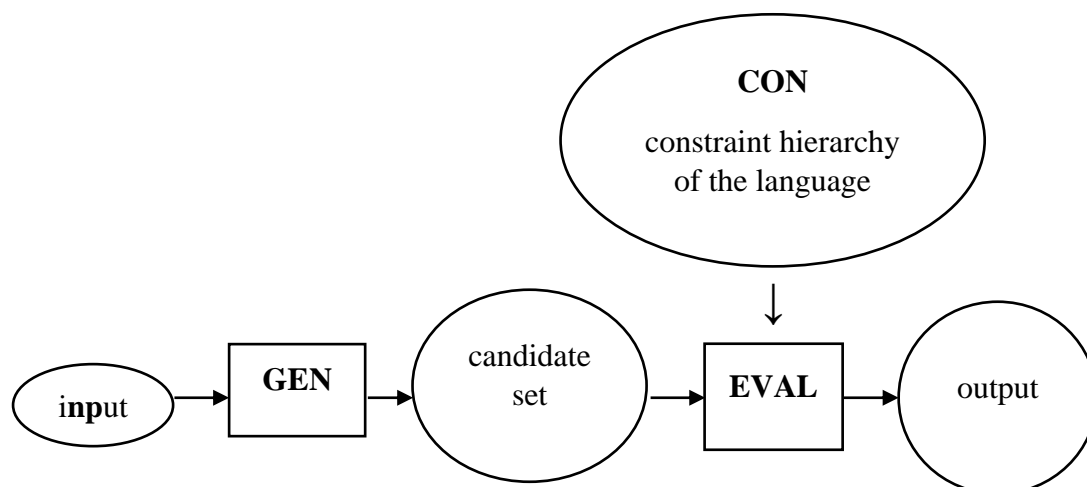 CON
constraint hierarchy
of the language
input
GEN
candidate
set
EVAL
output